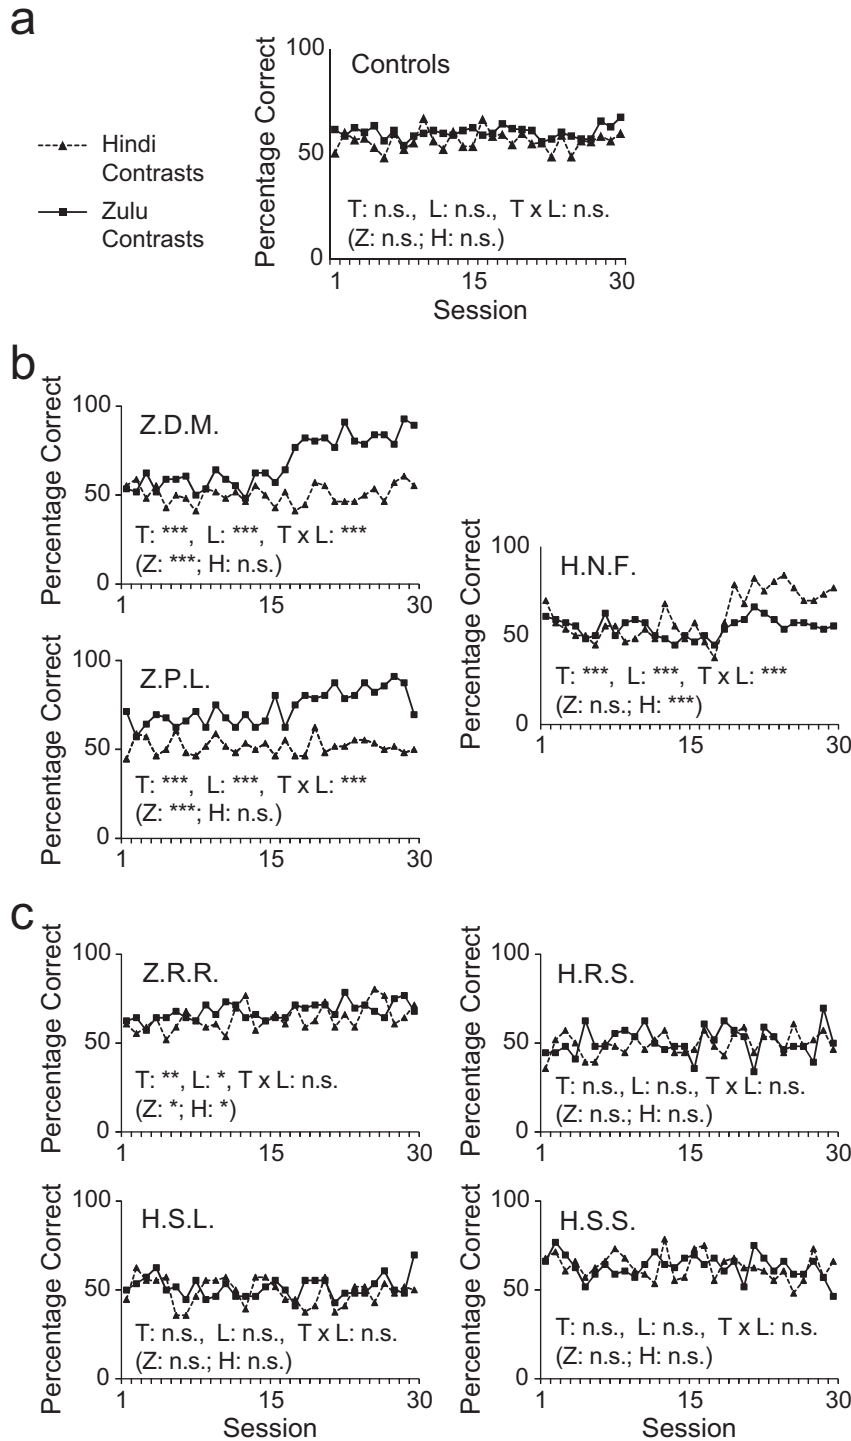 a
Percentage Correct
100
50
0
Controls
Hindi
Contrasts
Zulu
Contrasts
T: n.s., L: n.s., T x L: n.s.
(Z: n.s.; H: n.s.)
1 15 30
Session
b
Percentage Correct
100
50
0
Z.D.M.
T: ***, L: ***, T x L: ***
(Z: ***; H: n.s.)
1 15 30
Percentage Correct
100
50
0
Z.P.L.
T: ***, L: ***, T x L: ***
(Z: ***; H: n.s.)
1 15 30
Percentage Correct
100
50
0
H.N.F.
T: ***, L: ***, T x L: ***
(Z: n.s.; H: ***)
1 15 30
c
Percentage Correct
100
50
0
Z.R.R.
T: **, L: *, T x L: n.s.
(Z: *; H: *)
1 15 30
Percentage Correct
100
50
0
H.R.S.
T: n.s., L: n.s., T x L: n.s.
(Z: n.s.; H: n.s.)
1 15 30
Percentage Correct
100
50
0
H.S.L.
T: n.s., L: n.s., T x L: n.s.
(Z: n.s.; H: n.s.)
1 15 30
Session
Percentage Correct
100
50
0
H.S.S.
T: n.s., L: n.s., T x L: n.s.
(Z: n.s.; H: n.s.)
1 15 30
Session